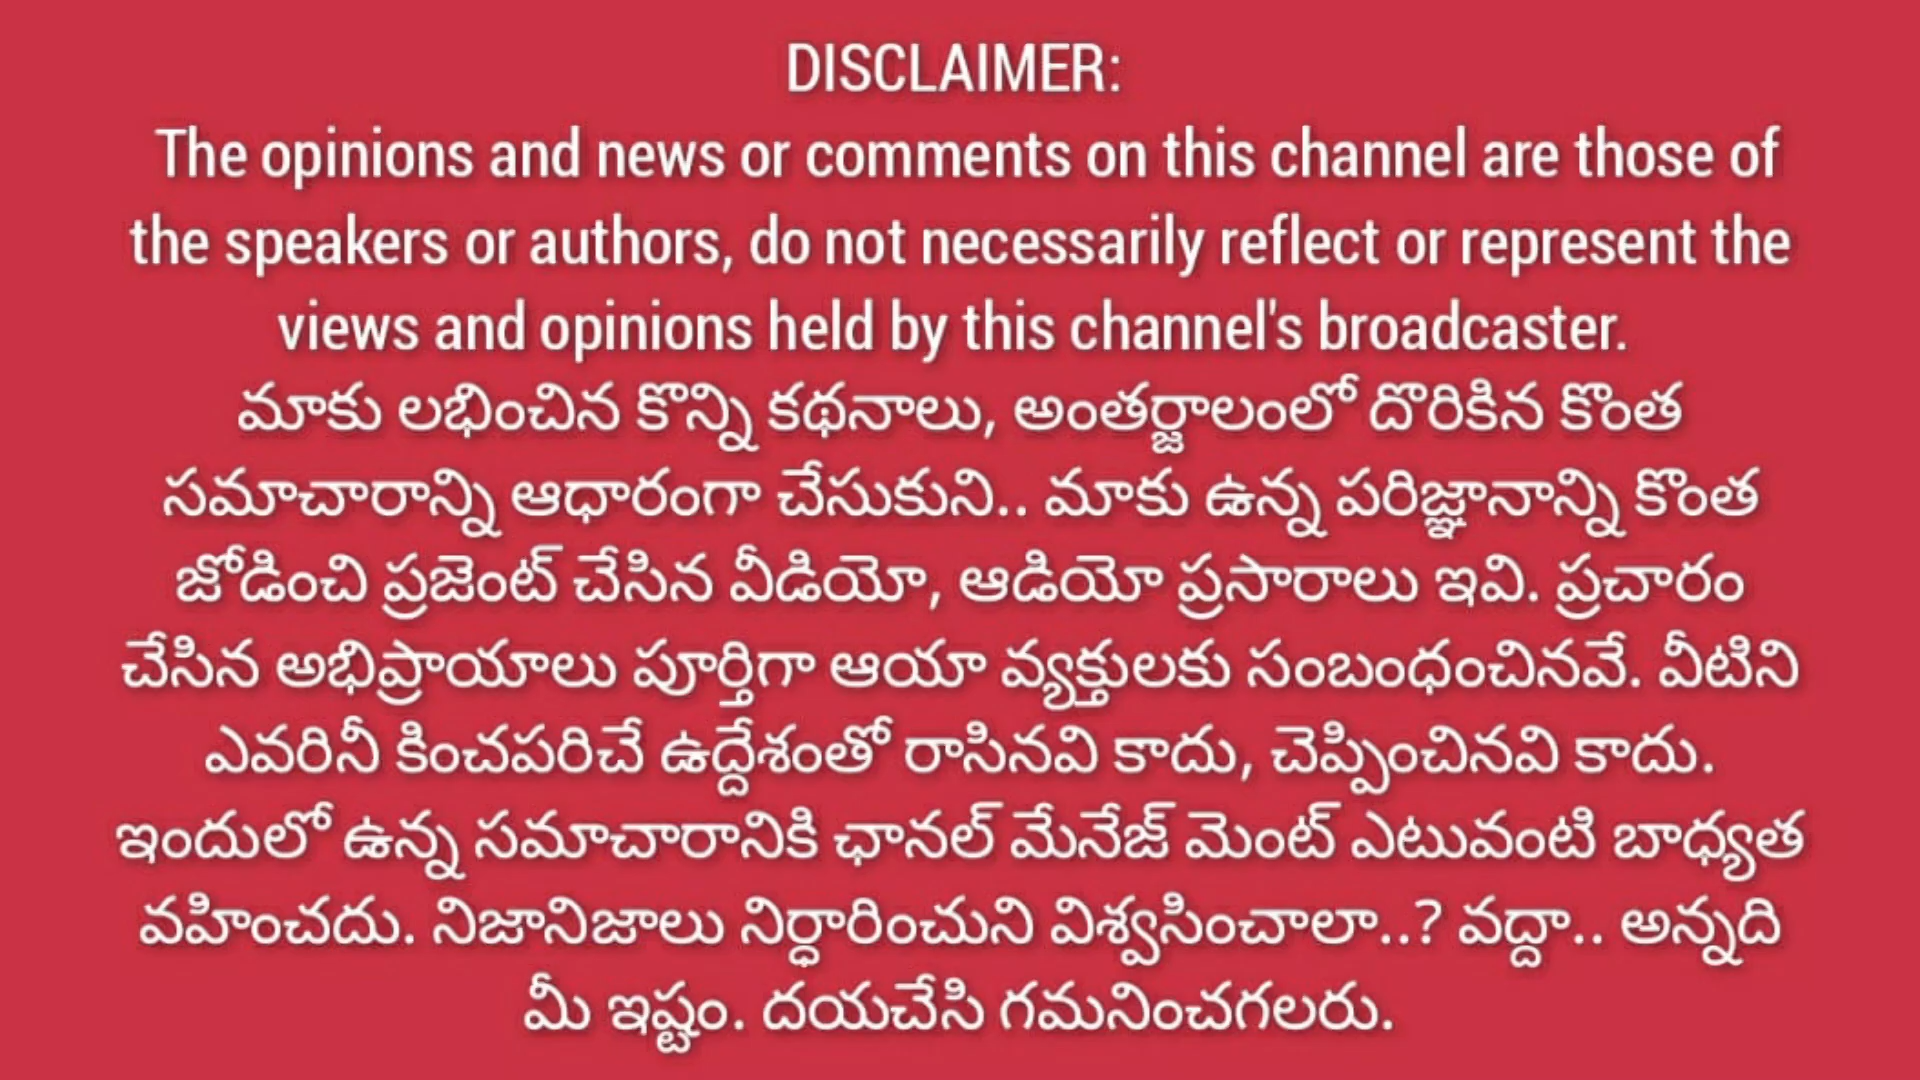 DISCLAIMER:
The opinions and news or comments on this channel are those of
the speakers or authors, do not necessarily reflect or represent the
views and opinions held by this channel's broadcaster.
మాకు లభించిన కొన్ని కథనాలు, అంతర్జాలంలో దొరికిన కొంత
సమాచారాన్ని ఆధారంగా చేసుకుని.. మాకు ఉన్న పరిజ్ఞానాన్ని కొంత
జోడించి ప్రజెంట్ చేసిన వీడియో, ఆడియో ప్రసారాలు ఇవి. ప్రచారం
చేసిన అభిప్రాయాలు పూర్తిగా ఆయా వ్యక్తులకు సంబంధించినవే. వీటిని
ఎవరినీ కించపరిచే ఉద్దేశంతో రాసినవి కాదు, చెప్పించినవి కాదు.
ఇందులో ఉన్న సమాచారానికి ఛానల్ మేనేజ్ మెంట్ ఎటువంటి బాధ్యత
వహించదు. నిజానిజాలు నిర్ధారించుని విశ్వసించాలా..? వద్దా.. అన్నది
మీ ఇష్టం. దయచేసి గమనించగలరు.